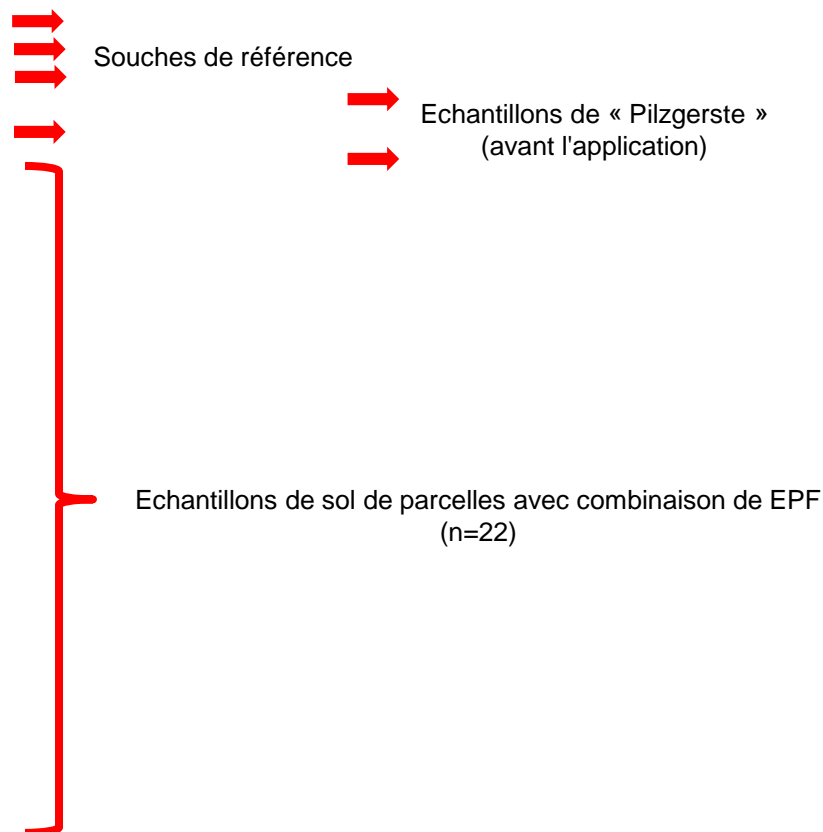 Souches de référence
Echantillons de « Pilzgerste »
(avant l'application)
Echantillons de sol de parcelles avec combinaison de EPF
(n=22)